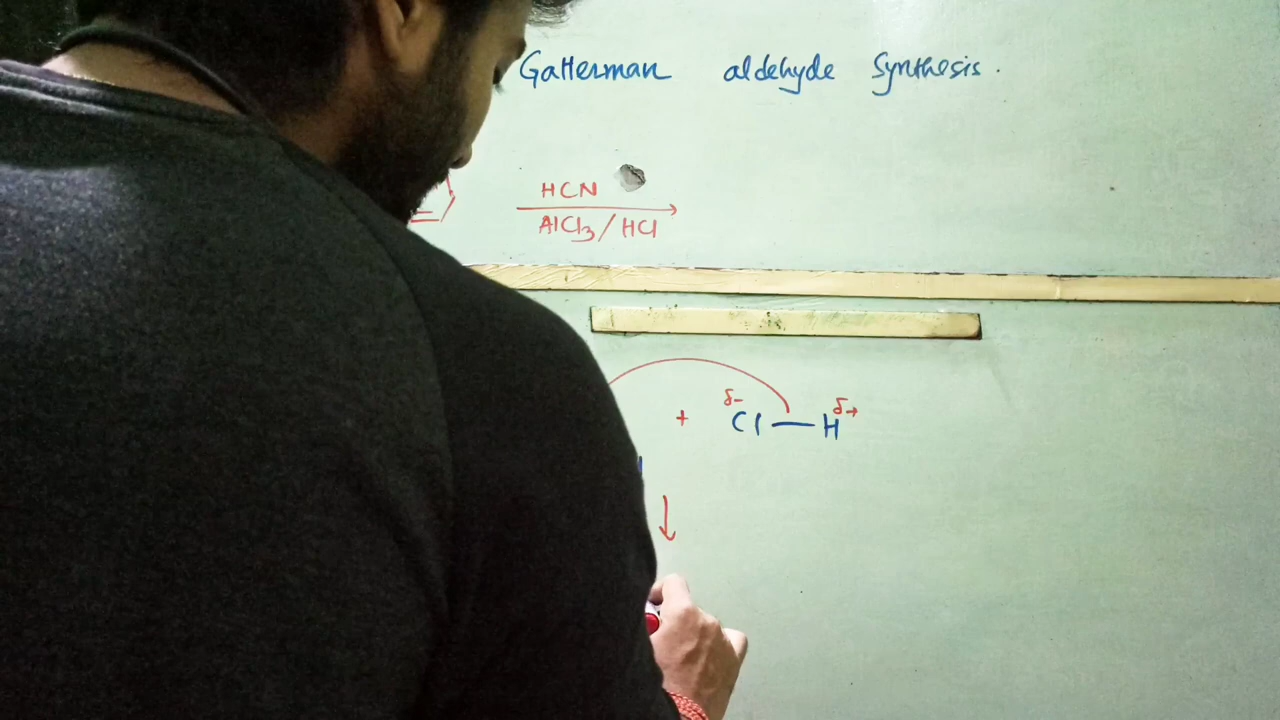 Gatterman aldehyde Synthesis.
HCN
AlCl3/HCl
+ δ- Cl—H δ+